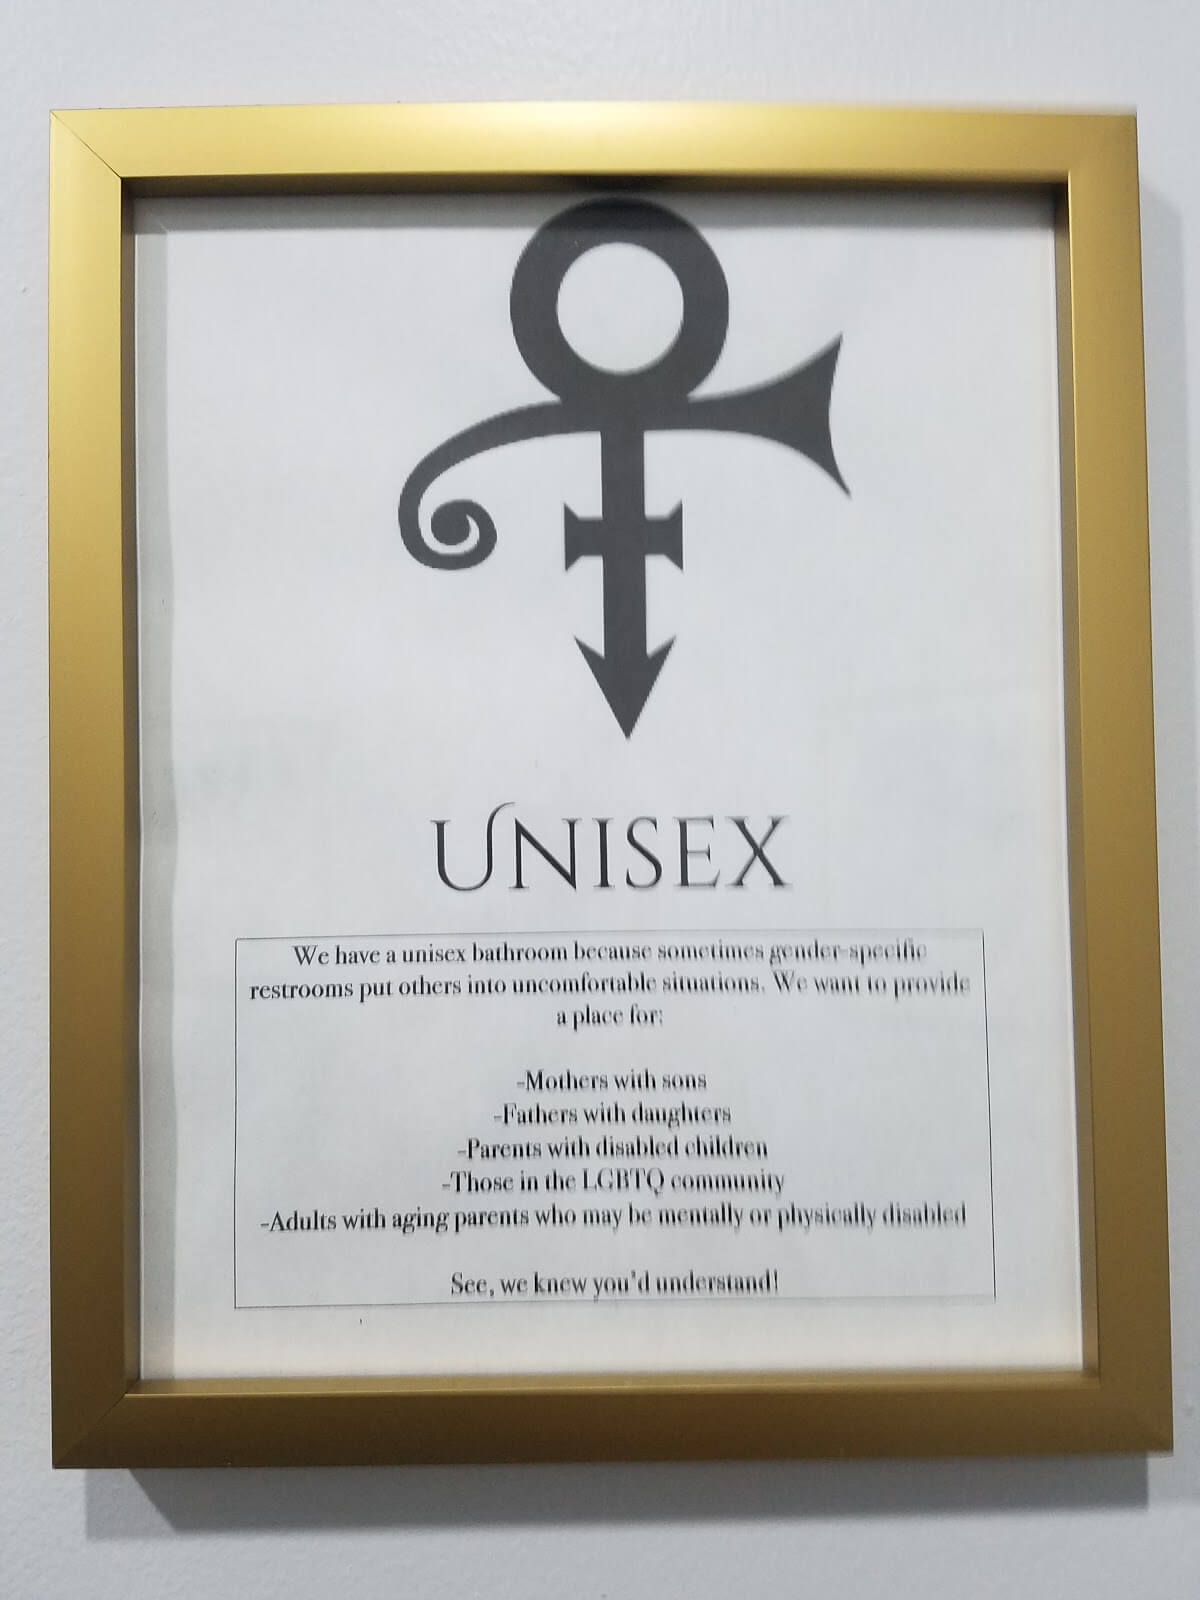 UNISEX
We have a unisex bathroom because sometimes gender-specific
restrooms put others into uncomfortable situations. We want to provide
a place for:
-Mothers with sons
-Fathers with daughters
-Parents with disabled children
-Those in the LGBTQ community
-Adults with aging parents who may be mentally or physically disabled
See, we knew you'd understand!